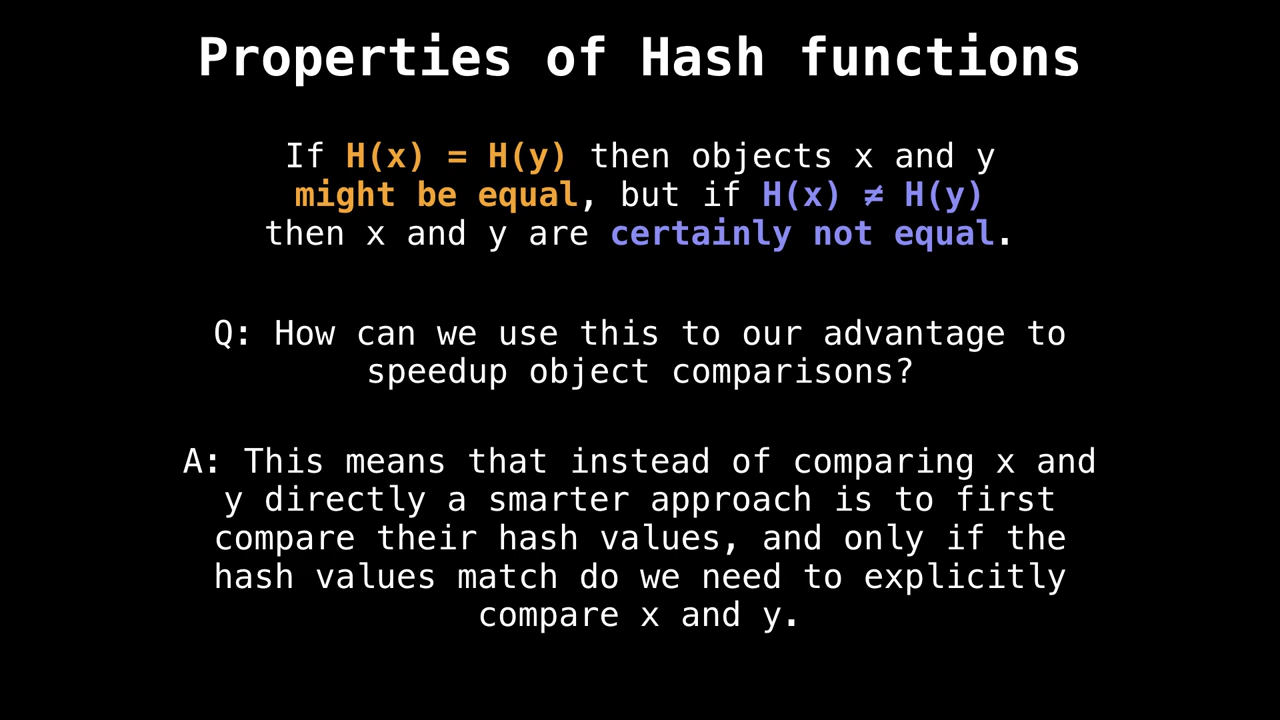 Properties of Hash functions
If H(x) = H(y) then objects x and y
might be equal, but if H(x) ≠ H(y)
then x and y are certainly not equal.
Q: How can we use this to our advantage to
speedup object comparisons?
A: This means that instead of comparing x and
y directly a smarter approach is to first
compare their hash values, and only if the
hash values match do we need to explicitly
compare x and y.